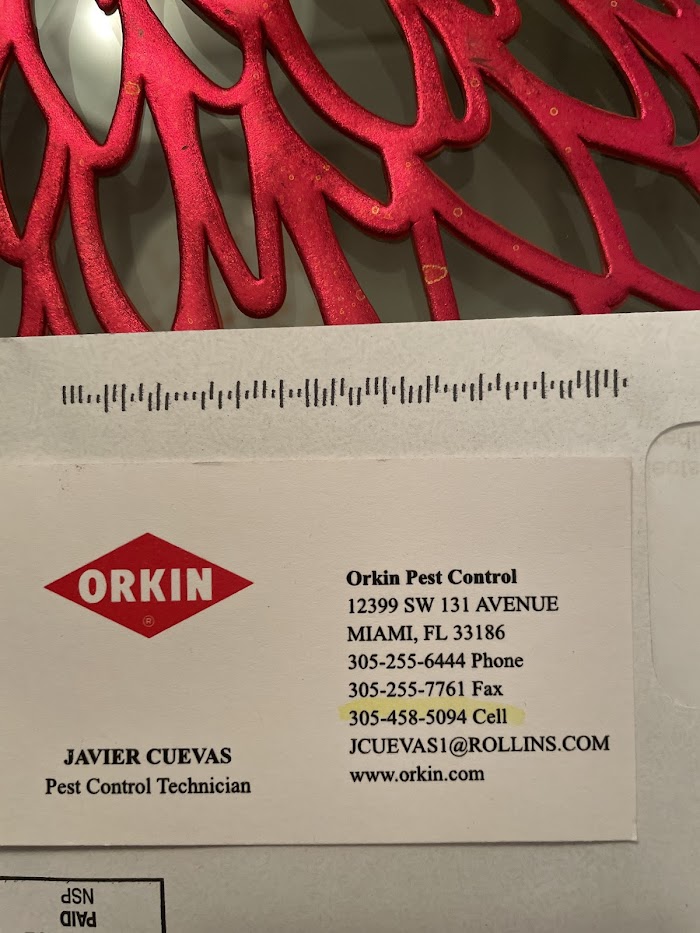 ORKIN
®
JAVIER CUEVAS
Pest Control Technician
Orkin Pest Control
12399 SW 131 AVENUE
MIAMI, FL 33186
305-255-6444 Phone
305-255-7761 Fax
305-458-5094 Cell
JCUEVAS1@ROLLINS.COM
www.orkin.com
NSP
PAID